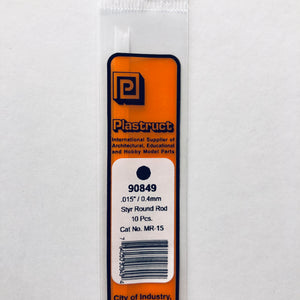 Plastruct
International Supplier of
Architectural, Educational
and Hobby Model Parts
90849
.015" / 0.4mm
Styr Round Rod
10 Pcs.
Cat No. MR-15
City of Industry,